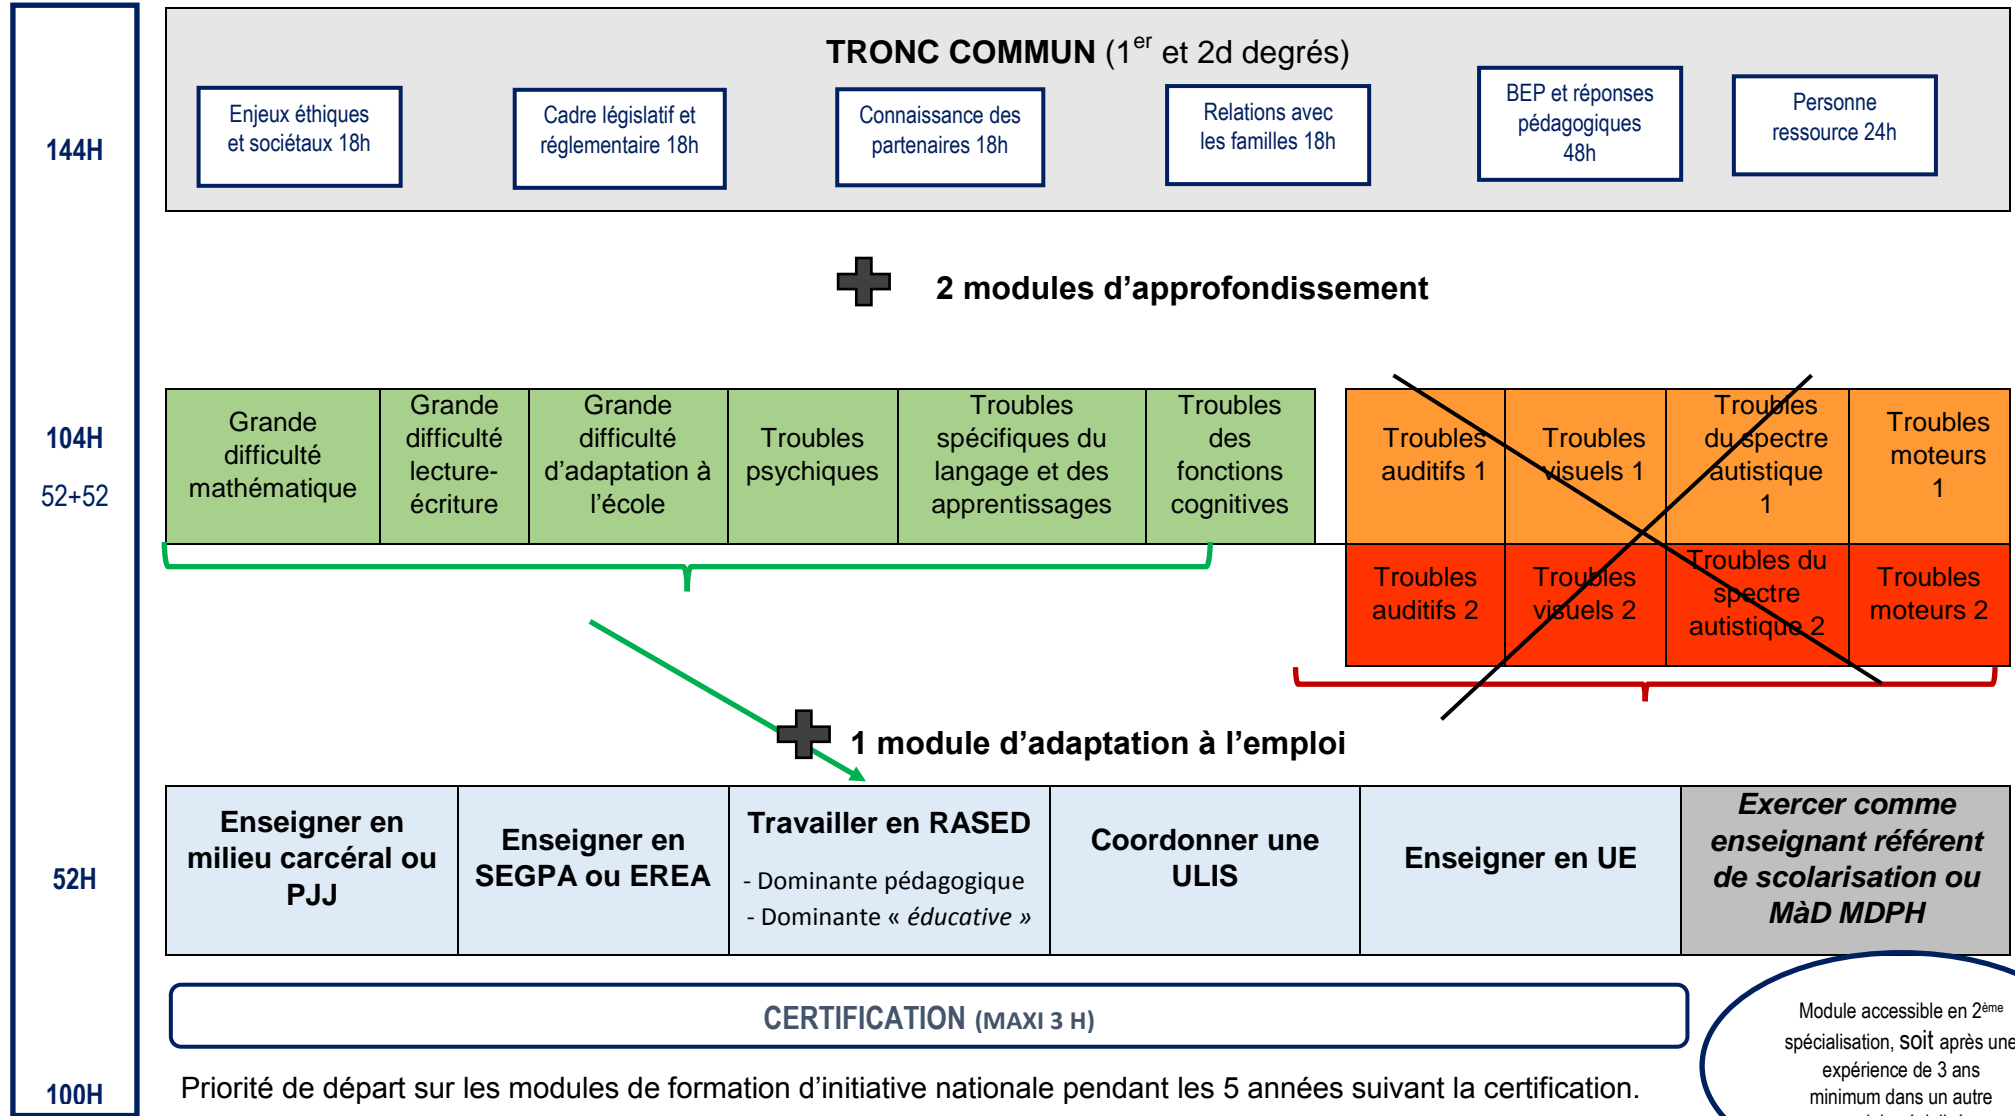 TRONC COMMUN (1er et 2d degrés)
144H
Enjeux éthiques
et sociétaux 18h
Cadre législatif et
réglementaire 18h
Connaissance des
partenaires 18h
Relations avec
les familles 18h
BEP et réponses
pédagogiques
48h
Personne
ressource 24h
2 modules d’approfondissement
104H
52+52
Grande
difficulté
mathématique
Grande
difficulté
lecture-
écriture
Grande
difficulté
d’adaptation à
l’école
Troubles
psychiques
Troubles
spécifiques du
langage et des
apprentissages
Troubles
des
fonctions
cognitives
Troubles
auditifs 1
Troubles
visuels 1
Troubles
du spectre
autistique
1
Troubles
moteurs
1
Troubles
auditifs 2
Troubles
visuels 2
Troubles du
spectre
autistique 2
Troubles
moteurs 2
1 module d’adaptation à l’emploi
52H
Enseigner en
milieu carcéral ou
PJJ
Enseigner en
SEGPA ou EREA
Travailler en RASED
- Dominante pédagogique
- Dominante « éducative »
Coordonner une
ULIS
Enseigner en UE
Exercer comme
enseignant référent
de scolarisation ou
MàD MDPH
CERTIFICATION (MAXI 3 H)
Module accessible en 2ème
spécialisation, soit après une
expérience de 3 ans
minimum dans un autre
100H
Priorité de départ sur les modules de formation d’initiative nationale pendant les 5 années suivant la certification.